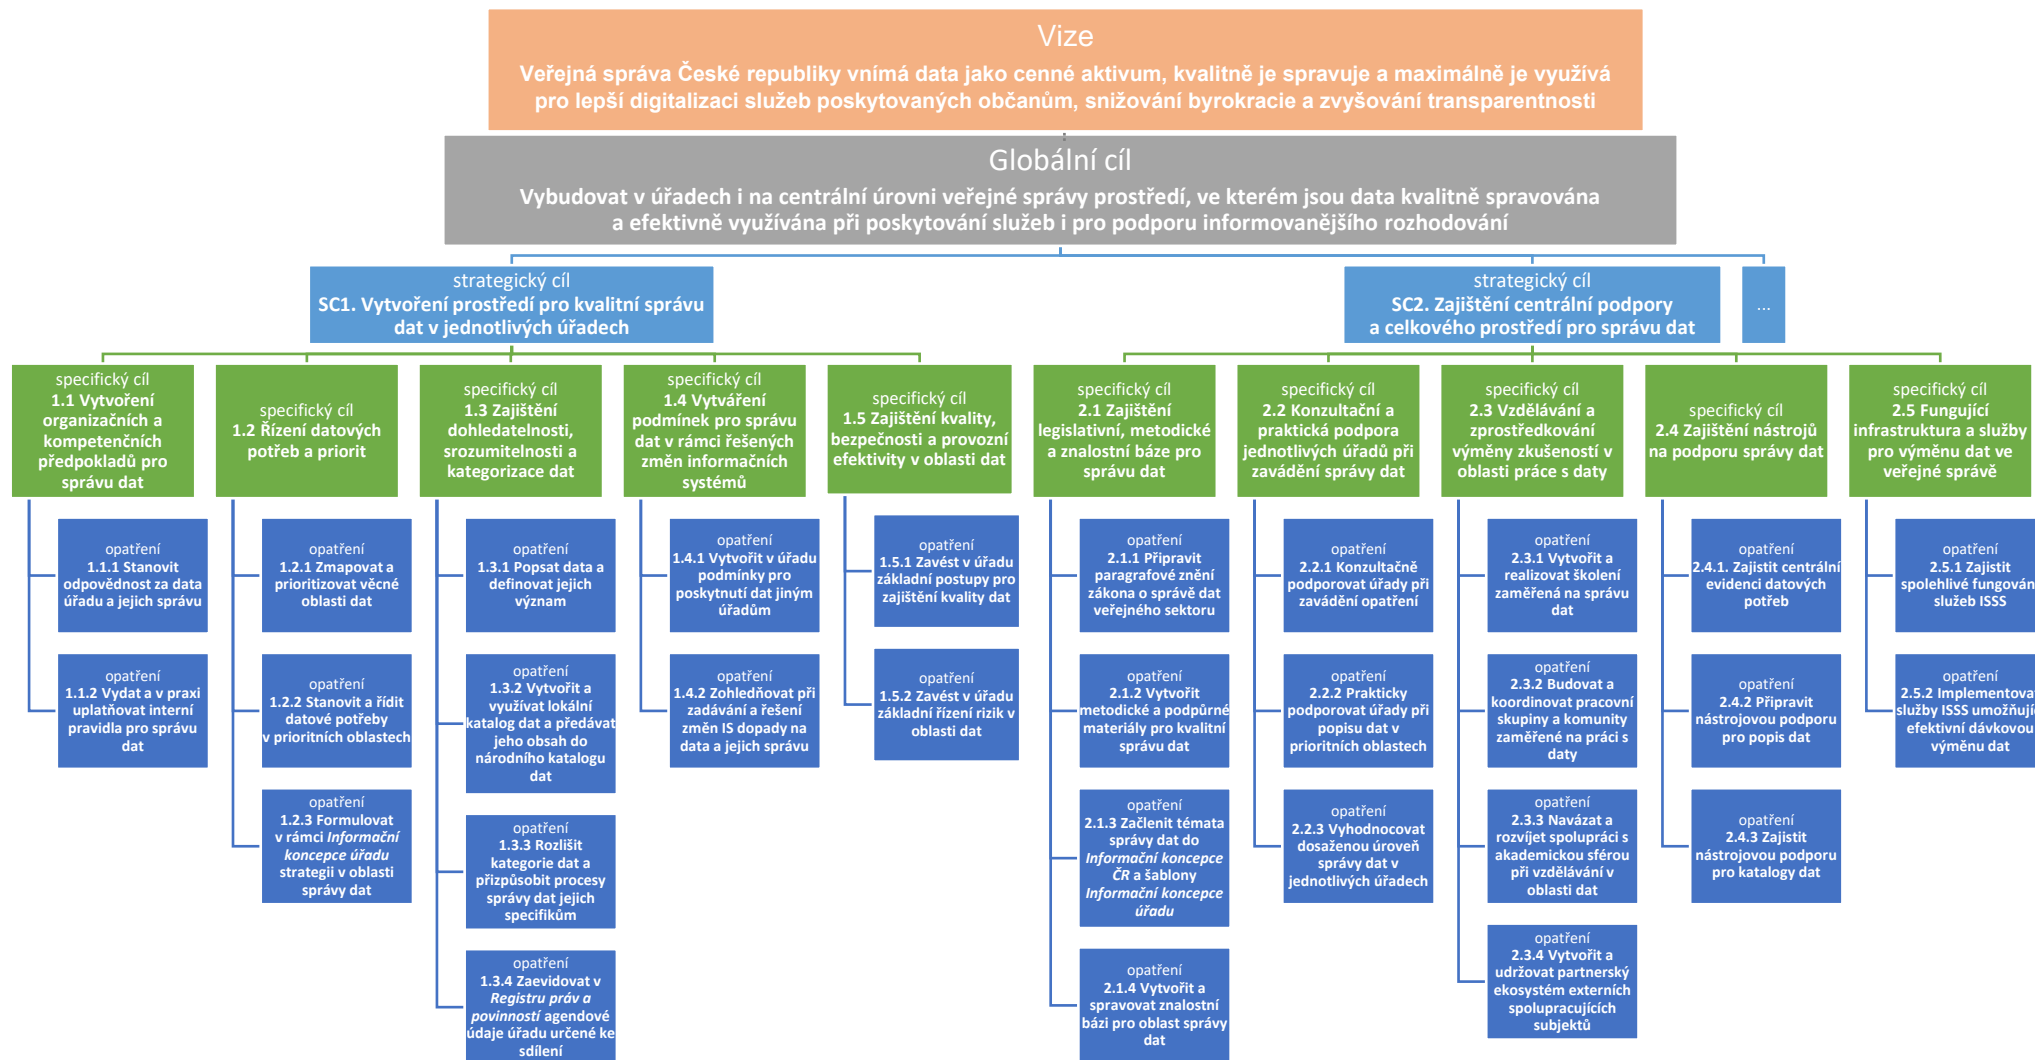 Vize
Veřejná správa České republiky vnímá data jako cenné aktivum, kvalitně je spravuje a maximálně je využívá
pro lepší digitalizaci služeb poskytovaných občanům, snižování byrokracie a zvyšování transparentnosti
Globální cíl
Vybudovat v úřadech i na centrální úrovni veřejné správy prostředí, ve kterém jsou data kvalitně spravována
a efektivně využívána při poskytování služeb i pro podporu informovanějšího rozhodování
strategický cíl
SC1. Vytvoření prostředí pro kvalitní správu
dat v jednotlivých úřadech
strategický cíl
SC2. Zajištění centrální podpory
a celkového prostředí pro správu dat
...
specifický cíl
1.1 Vytvoření
organizačních a
kompetenčních
předpokladů pro
správu dat
specifický cíl
1.2 Řízení datových
potřeb a priorit
specifický cíl
1.3 Zajištění
dohledatelnosti,
srozumitelnosti a
kategorizace dat
specifický cíl
1.4 Vytváření
podmínek pro správu
dat v rámci řešených
změn informačních
systémů
specifický cíl
1.5 Zajištění kvality,
bezpečnosti a provozní
efektivity v oblasti dat
specifický cíl
2.1 Zajištění
legislativní, metodické
a znalostní báze pro
správu dat
specifický cíl
2.2 Konzultační a
praktická podpora
jednotlivých úřadů při
zavádění správy dat
specifický cíl
2.3 Vzdělávání a
zprostředkování
výměny zkušeností v
oblasti práce s daty
specifický cíl
2.4 Zajištění nástrojů
na podporu správy dat
specifický cíl
2.5 Fungující
infrastruktura a služby
pro výměnu dat ve
veřejné správě
opatření
1.1.1 Stanovit
odpovědnost za data
úřadu a jejich správu
opatření
1.1.2 Vydat a v praxi
uplatňovat interní
pravidla pro správu
dat
opatření
1.2.1 Zmapovat a
prioritizovat věcné
oblasti dat
opatření
1.2.2 Stanovit a řídit
datové potřeby
v prioritních oblastech
opatření
1.2.3 Formulovat
v rámci Informační
koncepce úřadu
strategii v oblasti
správy dat
opatření
1.3.1 Popsat data a
definovat jejich
význam
opatření
1.3.2 Vytvořit a
využívat lokální
katalog dat a předávat
jeho obsah do
národního katalogu
dat
opatření
1.3.3 Rozlišit
kategorie dat a
přizpůsobit procesy
správy dat jejich
specifikům
opatření
1.3.4 Zaevidovat v
Registru práv a
povinností agendové
údaje úřadu určené ke
sdílení
opatření
1.4.1 Vytvořit v úřadu
podmínky pro
poskytnutí dat jiným
úřadům
opatření
1.4.2 Zohledňovat při
zadávání a řešení
změn IS dopady na
data a jejich správu
opatření
1.5.1 Zavést v úřadu
základní postupy pro
zajištění kvality dat
opatření
1.5.2 Zavést v úřadu
základní řízení rizik v
oblasti dat
opatření
2.1.1 Připravit
paragrafové znění
zákona o správě dat
veřejného sektoru
opatření
2.1.2 Vytvořit
metodické a podpůrné
materiály pro kvalitní
správu dat
opatření
2.1.3 Začlenit témata
správy dat do
Informační koncepce
ČR a šablony
Informační koncepce
úřadu
opatření
2.1.4 Vytvořit a
spravovat znalostní
bázi pro oblast správy
dat
opatření
2.2.1 Konzultačně
podporovat úřady při
zavádění opatření
opatření
2.2.2 Prakticky
podporovat úřady při
popisu dat v
prioritních oblastech
opatření
2.2.3 Vyhodnocovat
dosaženou úroveň
správy dat v
jednotlivých úřadech
opatření
2.3.1 Vytvořit a
realizovat školení
zaměřená na správu
dat
opatření
2.3.2 Budovat a
koordinovat pracovní
skupiny a komunity
zaměřené na práci s
daty
opatření
2.3.3 Navázat a
rozvíjet spolupráci s
akademickou sférou
při vzdělávání v
oblasti dat
opatření
2.3.4 Vytvořit a
udržovat partnerský
ekosystém externích
spolupracujících
subjektů
opatření
2.4.1. Zajistit centrální
evidenci datových
potřeb
opatření
2.4.2 Připravit
nástrojovou podporu
pro popis dat
opatření
2.4.3 Zajistit
nástrojovou podporu
pro katalogy dat
opatření
2.5.1 Zajistit
spolehlivé fungován
služeb ISSS
opatření
2.5.2 Implementova
služby ISSS umožňujíc
efektivní dávkovou
výměnu dat